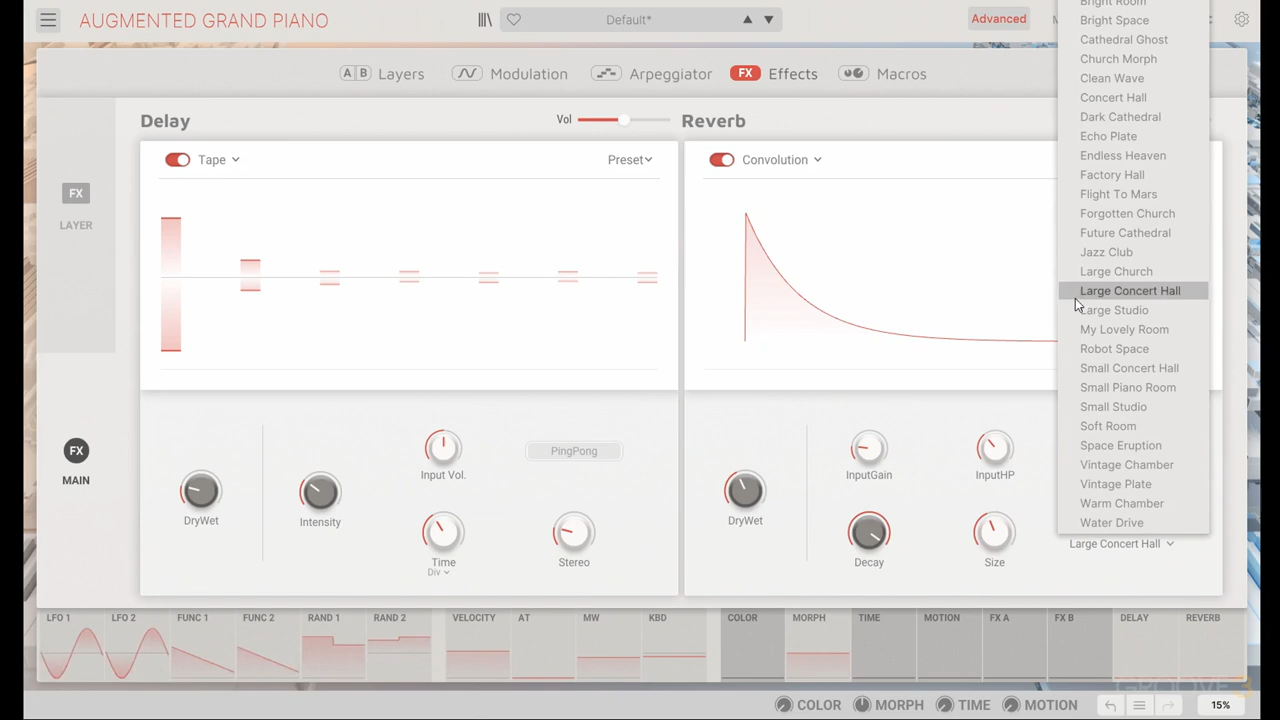 AUGMENTED GRAND PIANO
Default*
Advanced
A B Layers
Modulation
Arpeggiator
FX Effects
Macros
Delay
Vol
Reverb
Tape
Preset
Convolution
FX
LAYER
FX
MAIN
DryWet
Intensity
Input Vol.
Time
Div
PingPong
Stereo
DryWet
InputGain
Decay
InputHP
Size
Bright Room
Bright Space
Cathedral Ghost
Church Morph
Clean Wave
Concert Hall
Dark Cathedral
Echo Plate
Endless Heaven
Factory Hall
Flight To Mars
Forgotten Church
Future Cathedral
Jazz Club
Large Church
Large Concert Hall
Large Studio
My Lovely Room
Robot Space
Small Concert Hall
Small Piano Room
Small Studio
Soft Room
Space Eruption
Vintage Chamber
Vintage Plate
Warm Chamber
Water Drive
Large Concert Hall
LFO 1
LFO 2
FUNC 1
FUNC 2
RAND 1
RAND 2
VELOCITY
AT
MW
KBD
COLOR
MORPH
TIME
MOTION
FX A
FX B
DELAY
REVERB
GROOVE 3
COLOR
MORPH
TIME
MOTION
15%